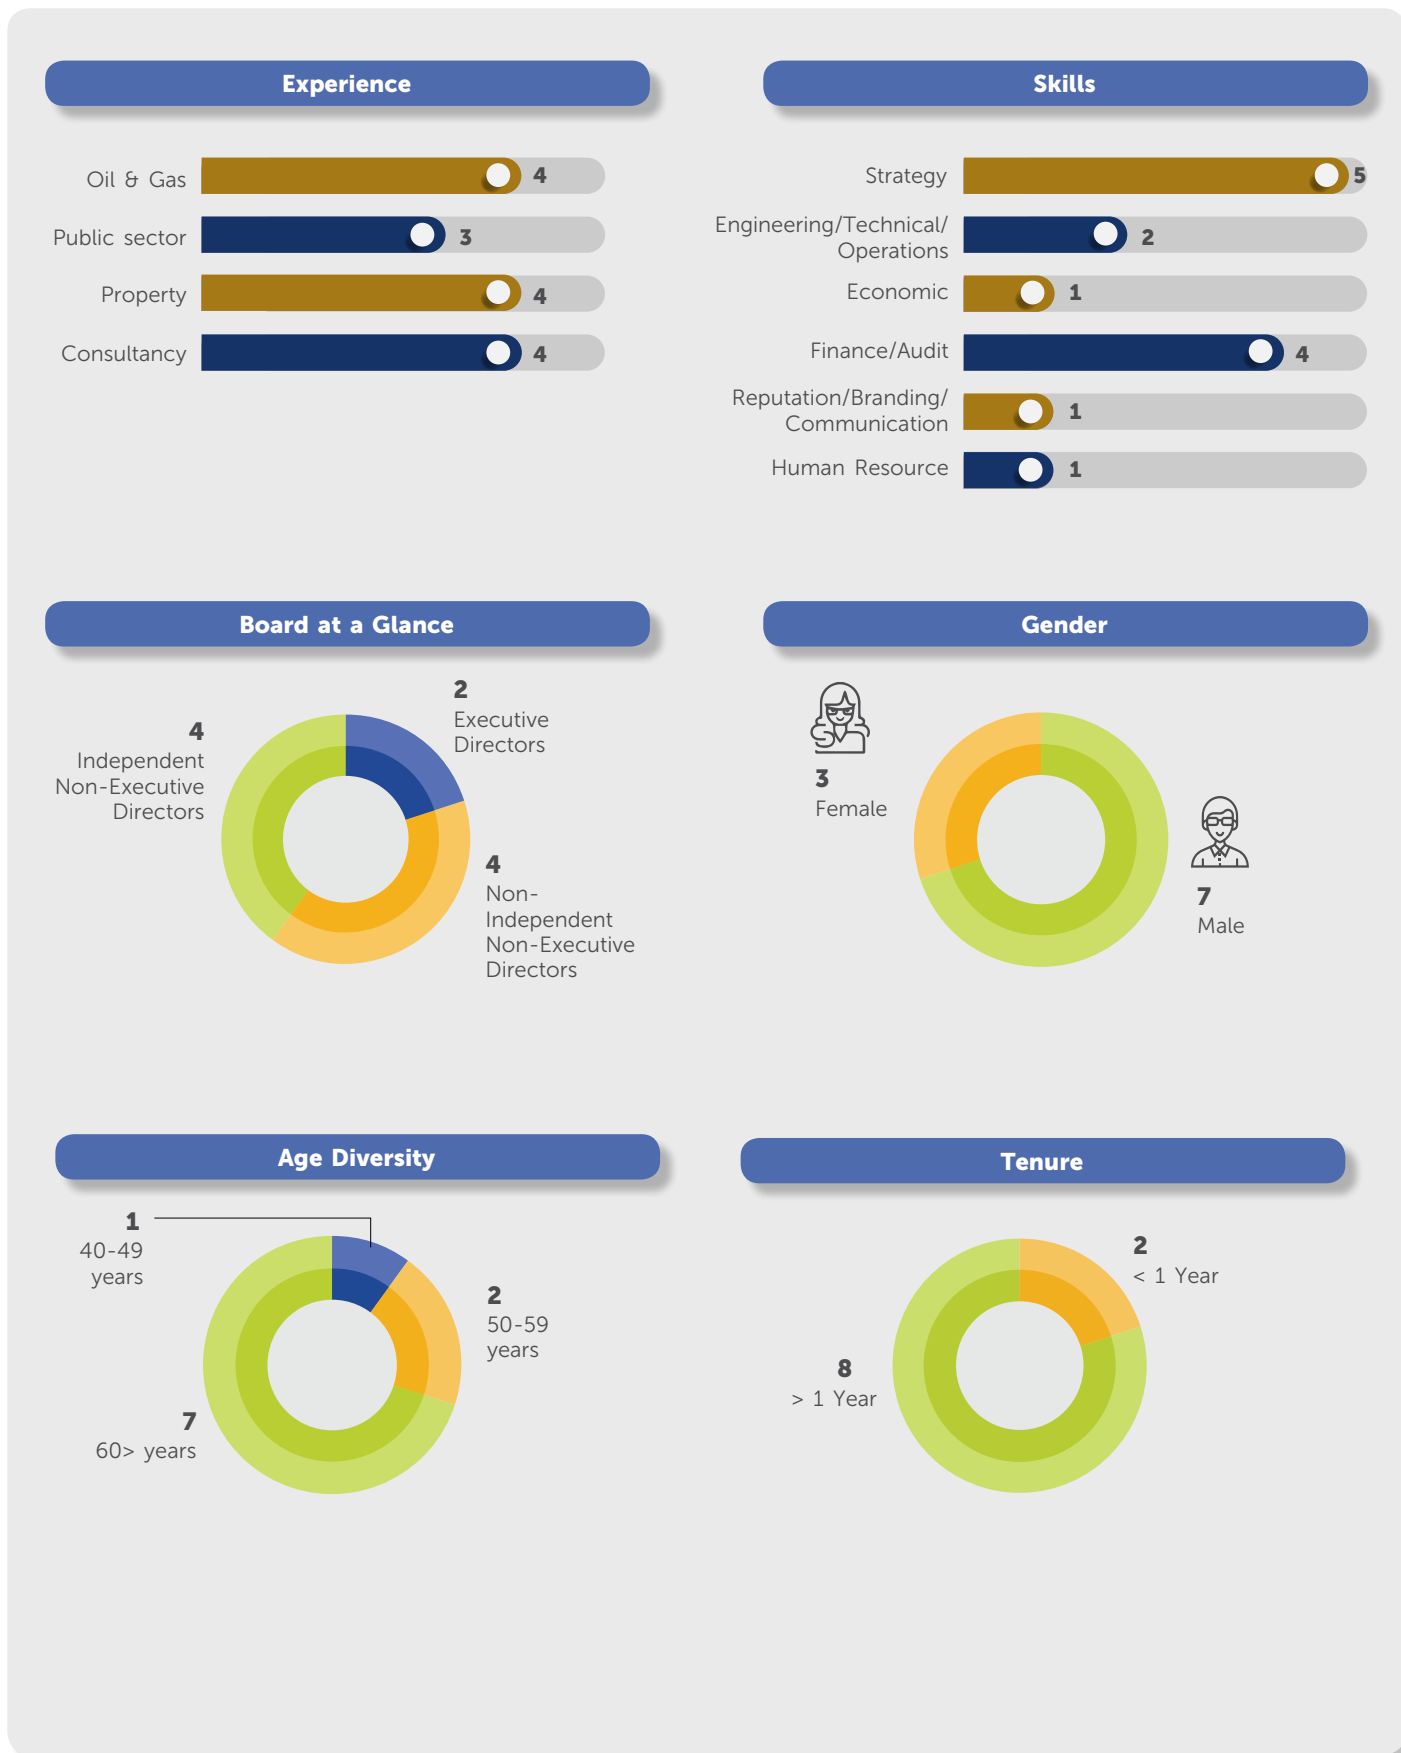 Experience
Oil & Gas
4
Public sector
3
Property
4
Consultancy
4
Skills
Strategy
5
Engineering/Technical/
Operations
2
Economic
1
Finance/Audit
4
Reputation/Branding/
Communication
1
Human Resource
1
Board at a Glance
2
Executive
Directors
4
Independent
Non-Executive
Directors
4
Non-
Independent
Non-Executive
Directors
Gender
3
Female
7
Male
Age Diversity
1
40-49
years
2
50-59
years
7
60> years
Tenure
2
< 1 Year
8
> 1 Year